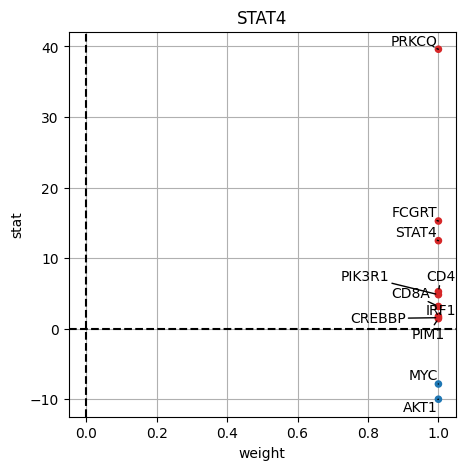 STAT4
PRKCQ
FCGRT
STAT4
PIK3R1
CD4
CD8A
IRF1
CREBBP
PIM1
MYC
AKT1
40
30
20
10
0
−10
stat
0.0 0.2 0.4 0.6 0.8 1.0
weight